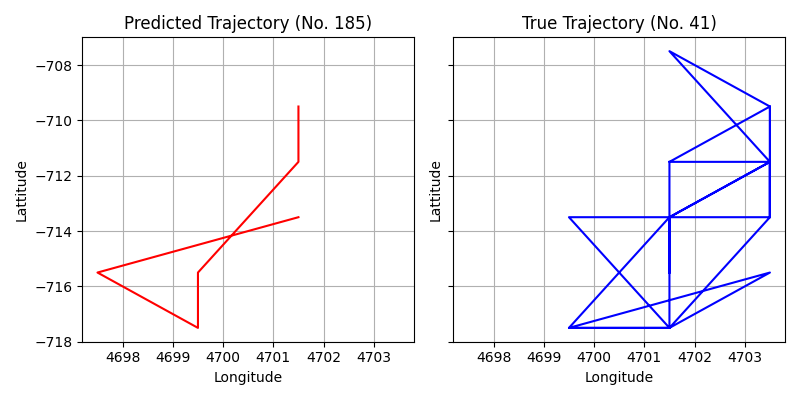 Predicted Trajectory (No. 185)
True Trajectory (No. 41)
Lattitude
−708
−710
−712
−714
−716
−718
4698 4699 4700 4701 4702 4703
Longitude
Lattitude
4698 4699 4700 4701 4702 4703
Longitude